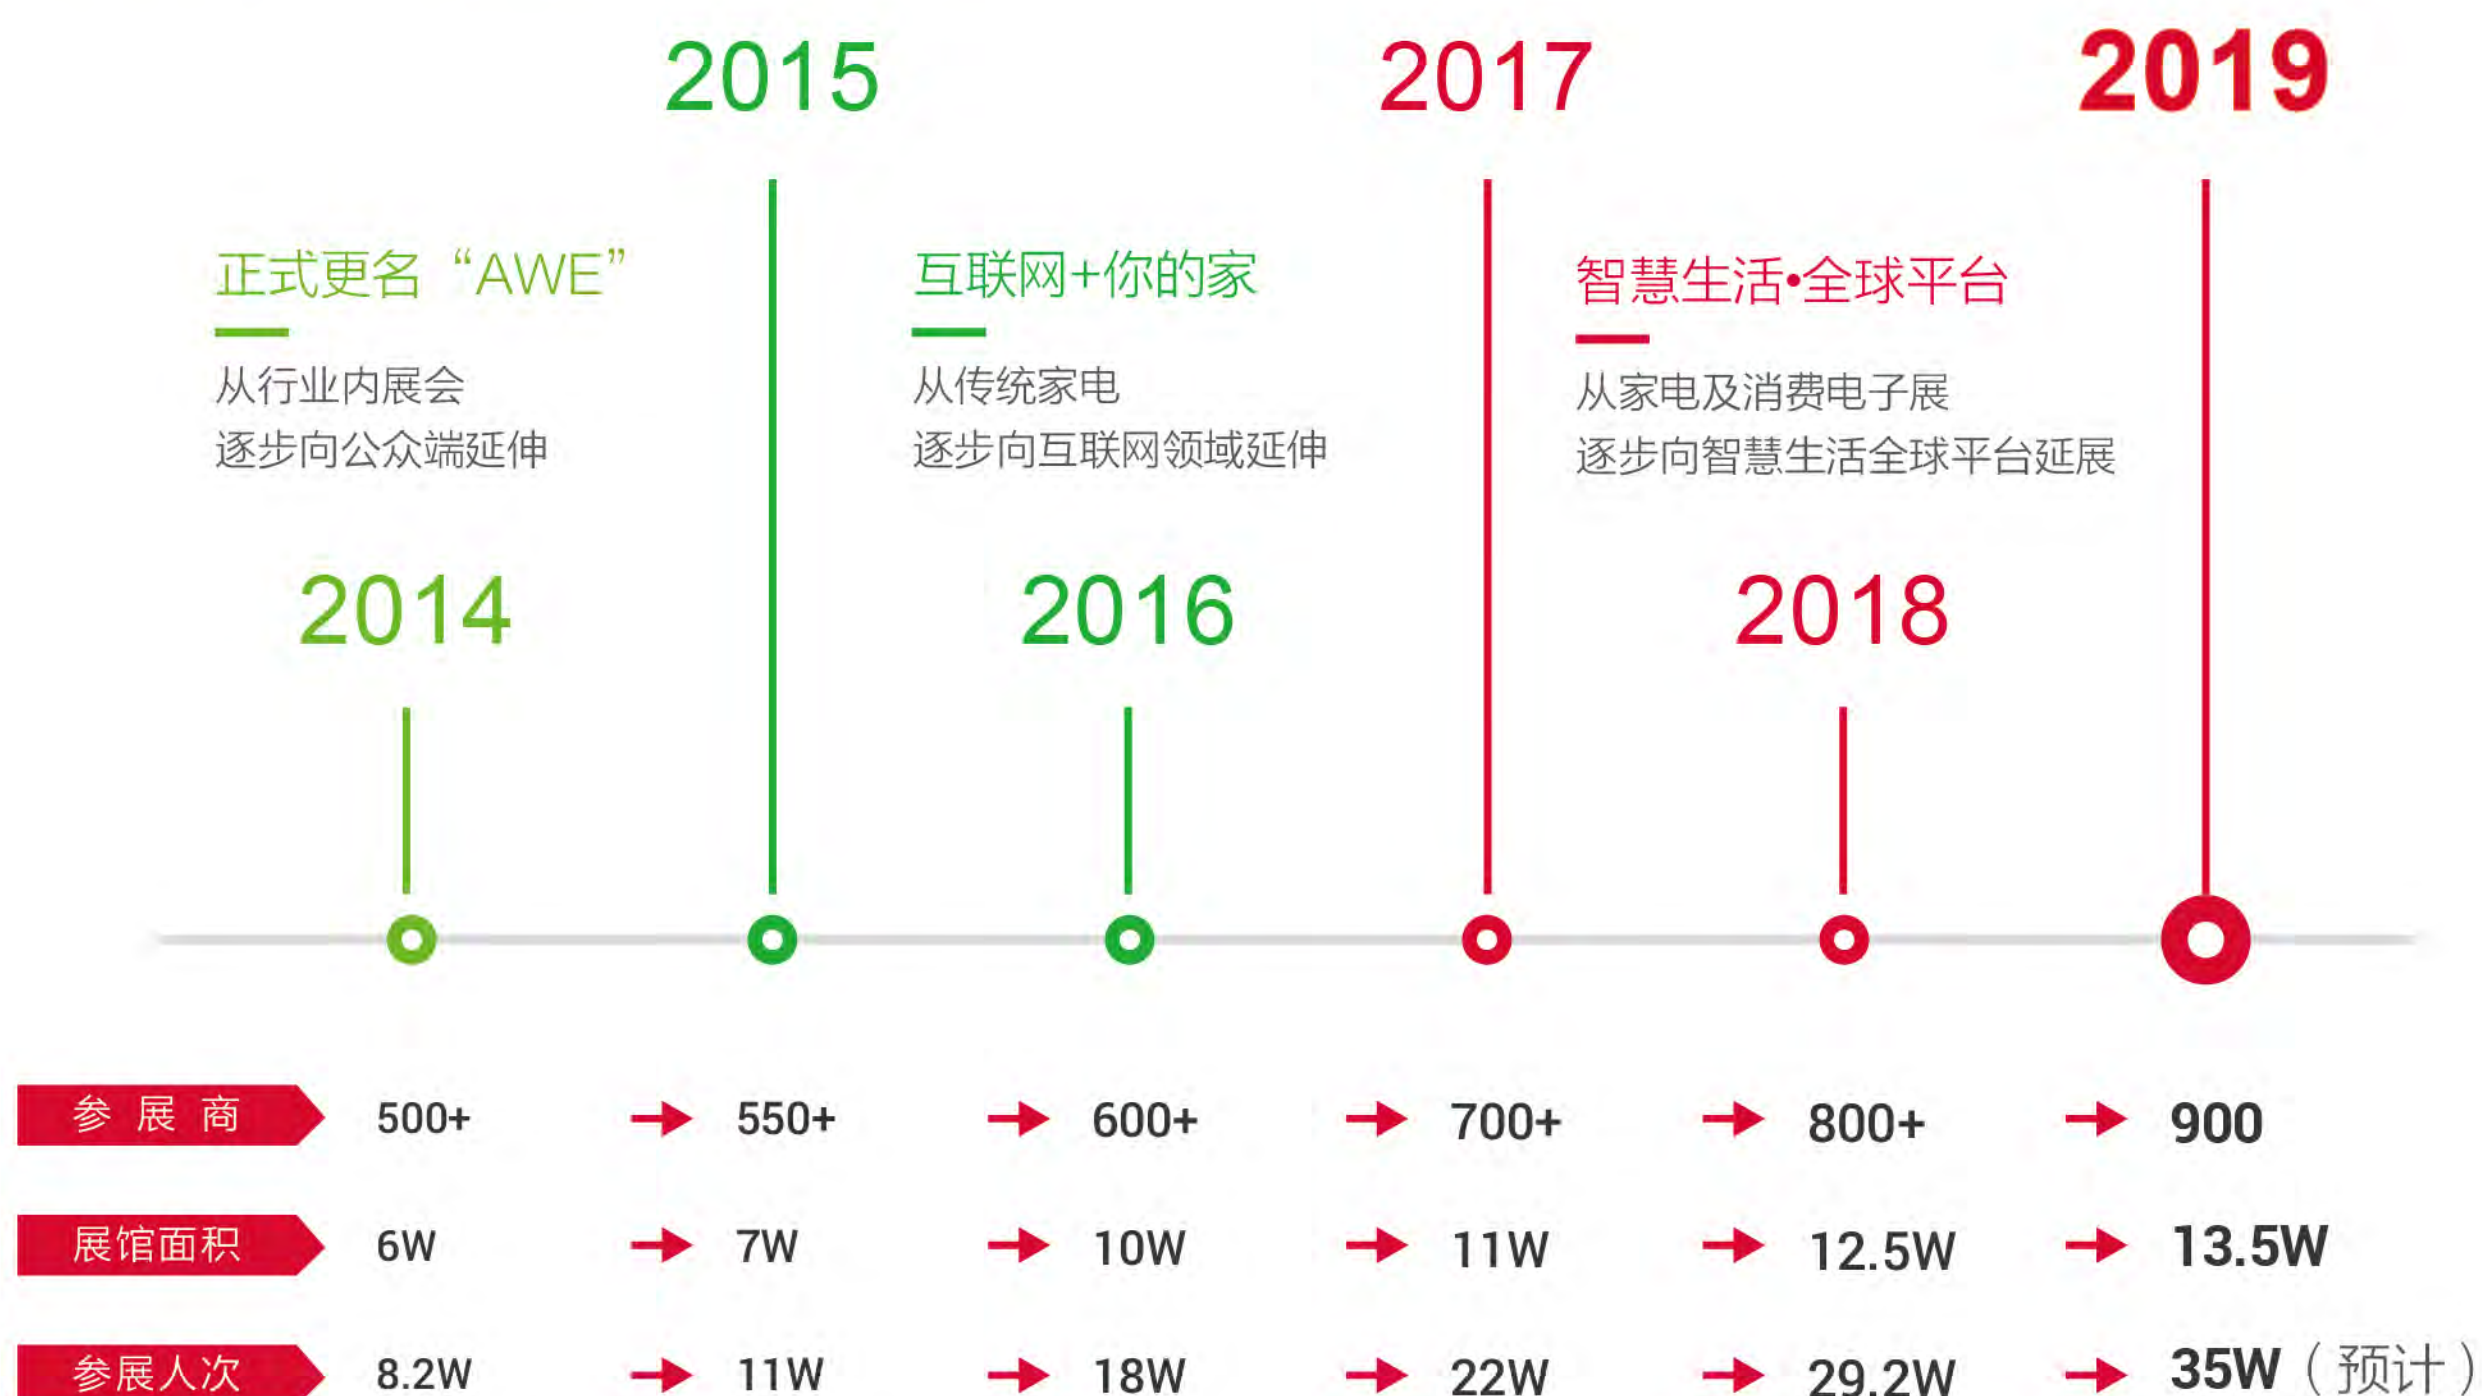 2015
2017
2019
正式更名“AWE”
从行业内展会
逐步向公众端延伸
互联网+你的家
从传统家电
逐步向互联网领域延伸
智慧生活•全球平台
从家电及消费电子展
逐步向智慧生活全球平台延展
2014
2016
2018
参展商 500+ 550+ 600+ 700+ 800+ 900
展馆面积 6W 7W 10W 11W 12.5W 13.5W
参展人次 8.2W 11W 18W 22W 29.2W 35W（预计）